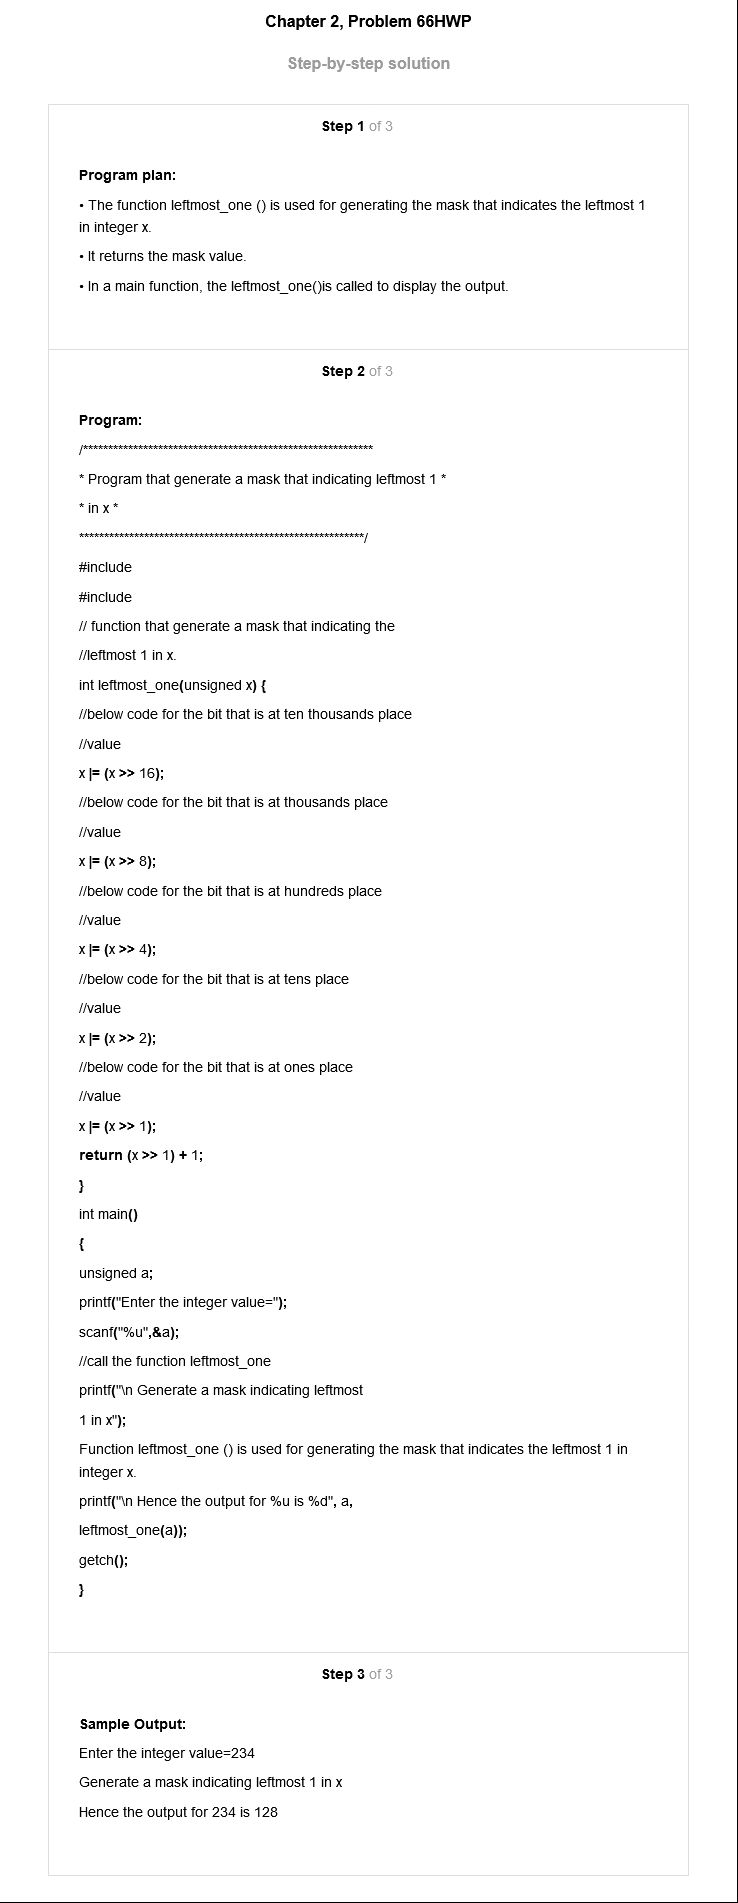 Chapter 2, Problem 66HWP
Step-by-step solution
Step 1 of 3
Program plan:
• The function leftmost_one () is used for generating the mask that indicates the leftmost 1
in integer x.
• It returns the mask value.
• In a main function, the leftmost_one()is called to display the output.
Step 2 of 3
Program:
/**********************************************************
* Program that generate a mask that indicating leftmost 1 *
* in x *
*********************************************************/
#include
#include
// function that generate a mask that indicating the
//leftmost 1 in x.
int leftmost_one(unsigned x) {
//below code for the bit that is at ten thousands place
//value
x |= (x >> 16);
//below code for the bit that is at thousands place
//value
x |= (x >> 8);
//below code for the bit that is at hundreds place
//value
x |= (x >> 4);
//below code for the bit that is at tens place
//value
x |= (x >> 2);
//below code for the bit that is at ones place
//value
x |= (x >> 1);
return (x >> 1) + 1;
}
int main()
{
unsigned a;
printf("Enter the integer value=");
scanf("%u",&a);
//call the function leftmost_one
printf("\n Generate a mask indicating leftmost
1 in x");
Function leftmost_one () is used for generating the mask that indicates the leftmost 1 in
integer x.
printf("\n Hence the output for %u is %d", a,
leftmost_one(a));
getch();
}
Step 3 of 3
Sample Output:
Enter the integer value=234
Generate a mask indicating leftmost 1 in x
Hence the output for 234 is 128